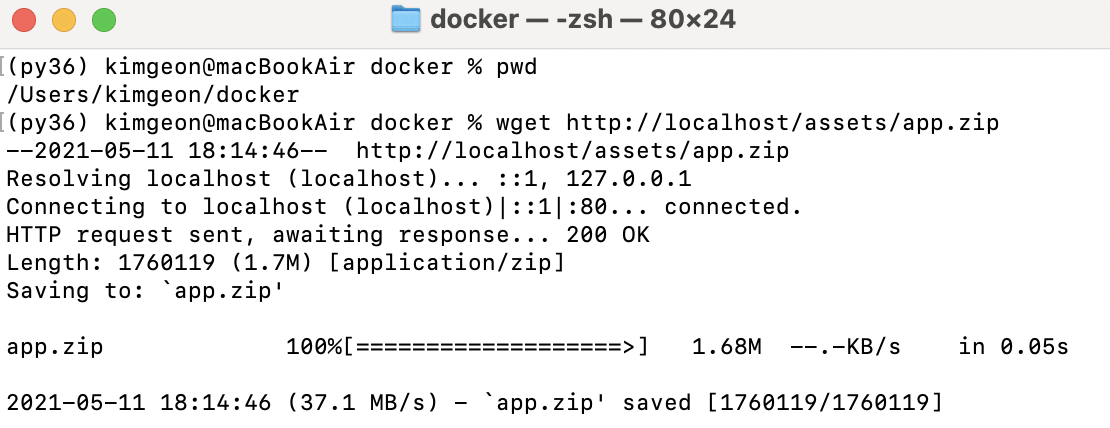 docker — -zsh — 80×24
[(py36) kimgeon@macBookAir docker % pwd
/Users/kimgeon/docker
[(py36) kimgeon@macBookAir docker % wget http://localhost/assets/app.zip
--2021-05-11 18:14:46--  http://localhost/assets/app.zip
Resolving localhost (localhost)... ::1, 127.0.0.1
Connecting to localhost (localhost)|::1|:80... connected.
HTTP request sent, awaiting response... 200 OK
Length: 1760119 (1.7M) [application/zip]
Saving to: `app.zip'
app.zip             100%[===================>]   1.68M  --.-KB/s    in 0.05s
2021-05-11 18:14:46 (37.1 MB/s) - `app.zip' saved [1760119/1760119]